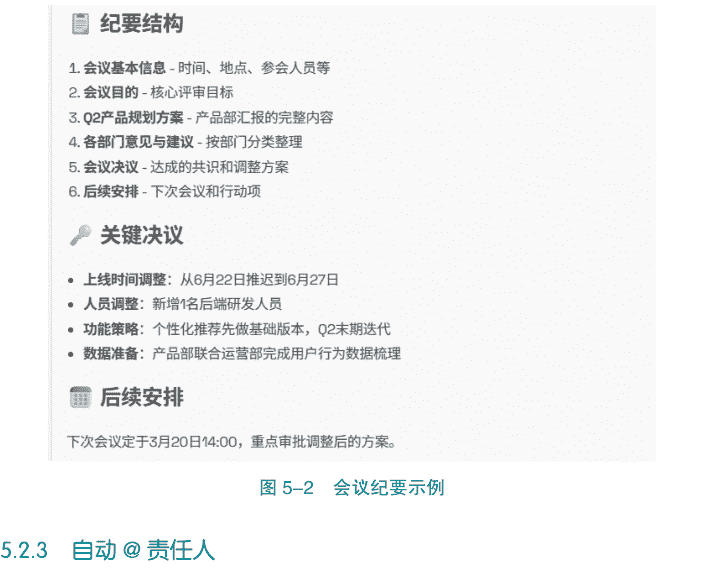 纪要结构
1. 会议基本信息 - 时间、地点、参会人员等
2. 会议目的 - 核心评审目标
3. Q2产品规划方案 - 产品部汇报的完整内容
4. 各部门意见与建议 - 按部门分类整理
5. 会议决议 - 达成的共识和调整方案
6. 后续安排 - 下次会议和行动项
关键决议
• 上线时间调整：从6月22日推迟到6月27日
• 人员调整：新增1名后端研发人员
• 功能策略：个性化推荐先做基础版本，Q2末期迭代
• 数据准备：产品部联合运营部完成用户行为数据梳理
后续安排
下次会议定于3月20日14:00，重点审批调整后的方案。
图 5–2 会议纪要示例
5.2.3 自动 @ 责任人